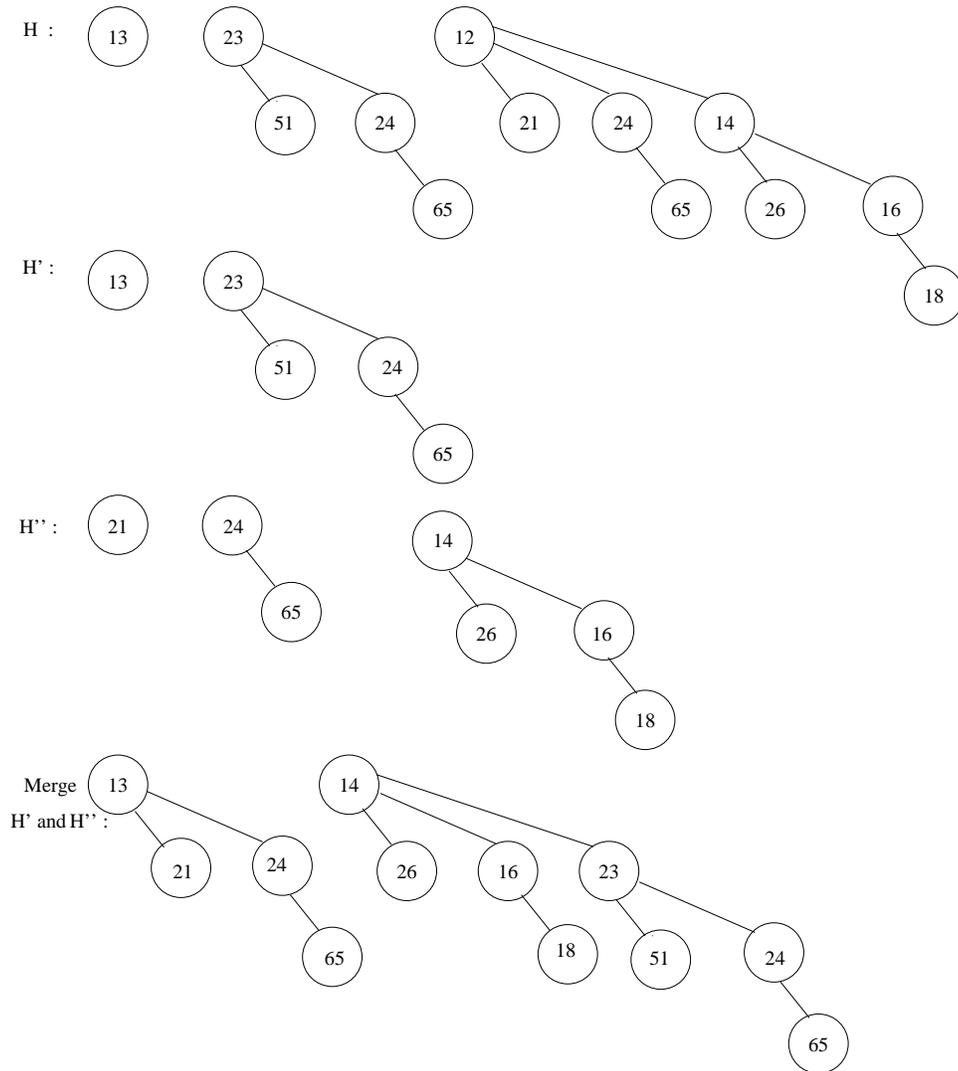 H : 13 23 12
51 24 21 24 14
65 65 26 16
18
H’ : 13 23
51 24
65
H’’ : 21 24 14
65 26 16
18
Merge 13 14
H’ and H’’ :
21 24 26 16 23
65 18 51 24
65